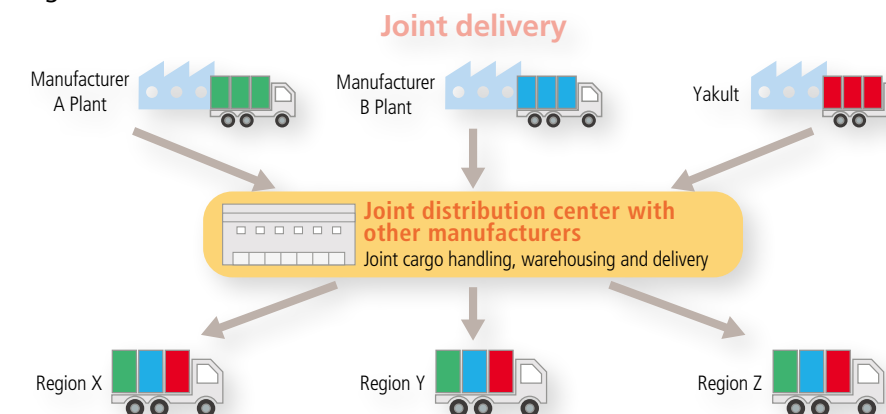 Joint delivery
Manufacturer
A Plant
Manufacturer
B Plant
Yakult
Joint distribution center with
other manufacturers
Joint cargo handling, warehousing and delivery
Region X
Region Y
Region Z